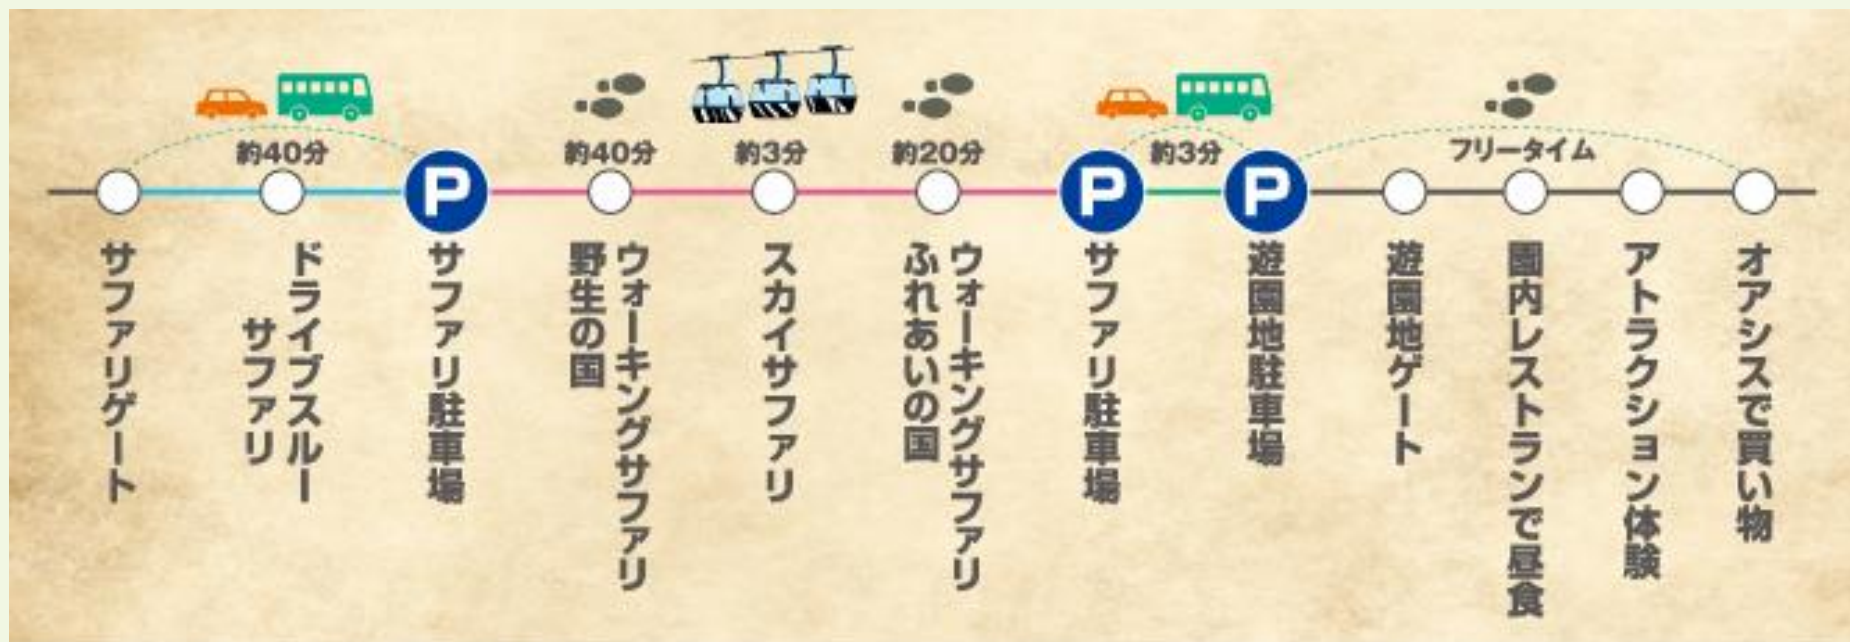 約40分
約40分
約3分
約20分
約3分
フリータイム
P
P
P
サファリゲート
ドライブスルー
サファリ
サファリ駐車場
ウォーキングサファリ
野生の国
スカイサファリ
ウォーキングサファリ
ふれあいの国
サファリ駐車場
遊園地駐車場
遊園地ゲート
園内レストランで昼食
アトラクション体験
オアシスで買い物